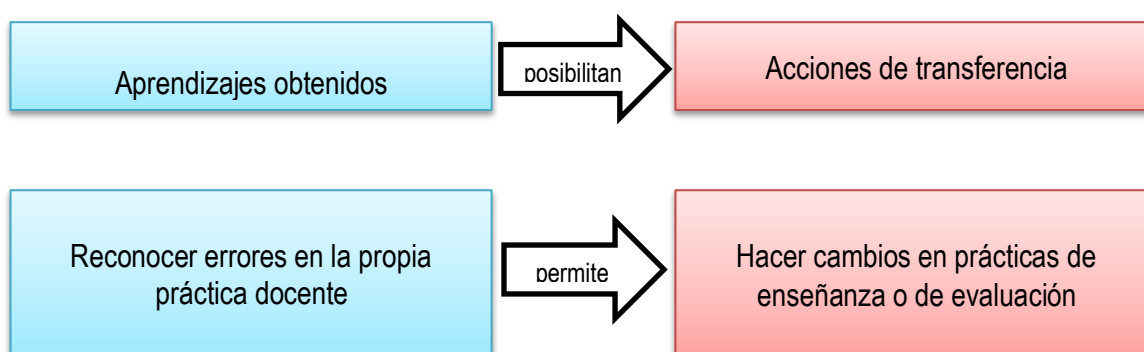 Aprendizajes obtenidos
posibilitan
Acciones de transferencia
Reconocer errores en la propia
práctica docente
permite
Hacer cambios en prácticas de
enseñanza o de evaluación